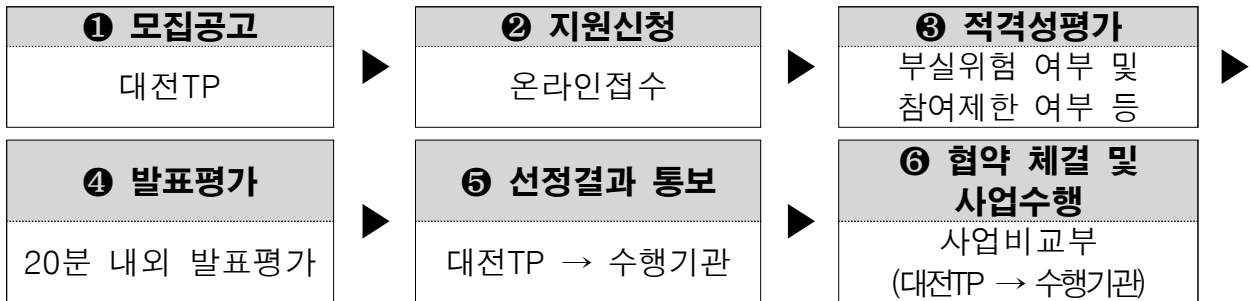 ❶ 모집공고
대전TP
▶
❷ 지원신청
온라인접수
▶
❸ 적격성평가
부실위험 여부 및
참여제한 여부 등
▶
❹ 발표평가
20분 내외 발표평가
▶
❺ 선정결과 통보
대전TP → 수행기관
▶
❻ 협약 체결 및
사업수행
사업비교부
(대전TP → 수행기관)